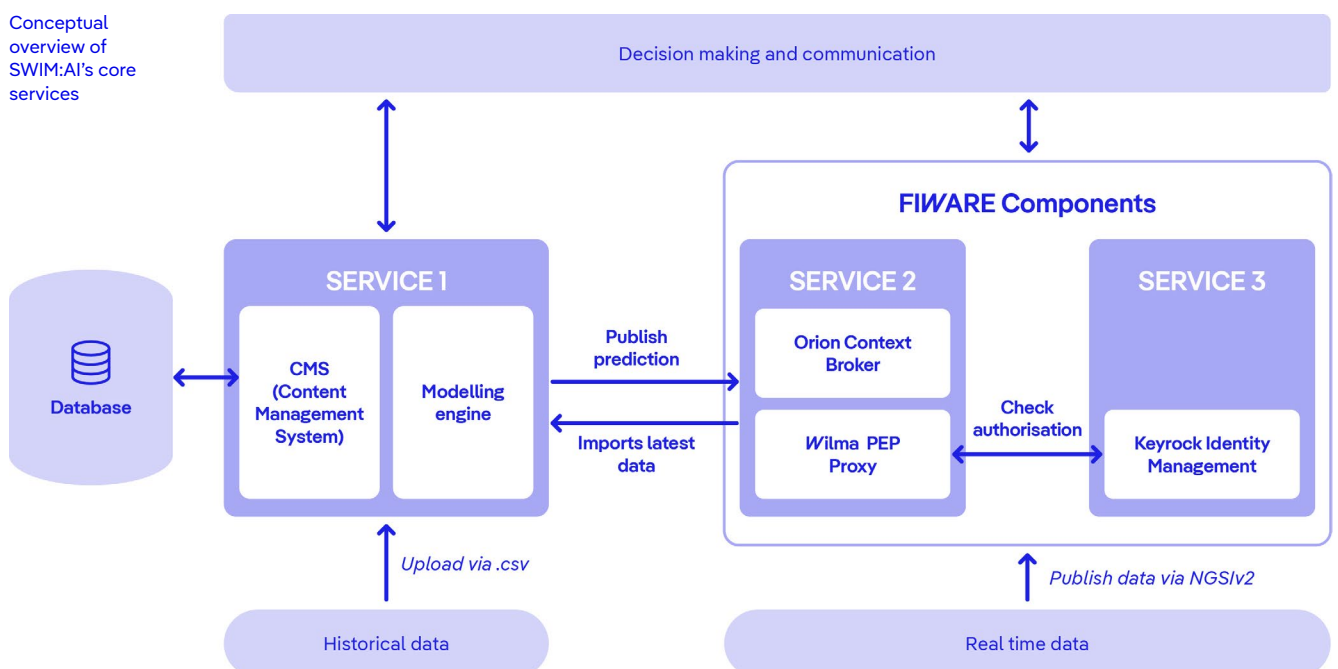 Conceptual
overview of
SWIM:AI's core
services
Decision making and communication
FIWARE Components
SERVICE 1
SERVICE 2
SERVICE 3
Database
CMS
(Content
Management
System)
Modelling
engine
Publish
prediction
Imports latest
data
Orion Context
Broker
Wilma PEP
Proxy
Check
authorisation
Keyrock Identity
Management
Upload via .csv
Publish data via NGSIv2
Historical data
Real time data